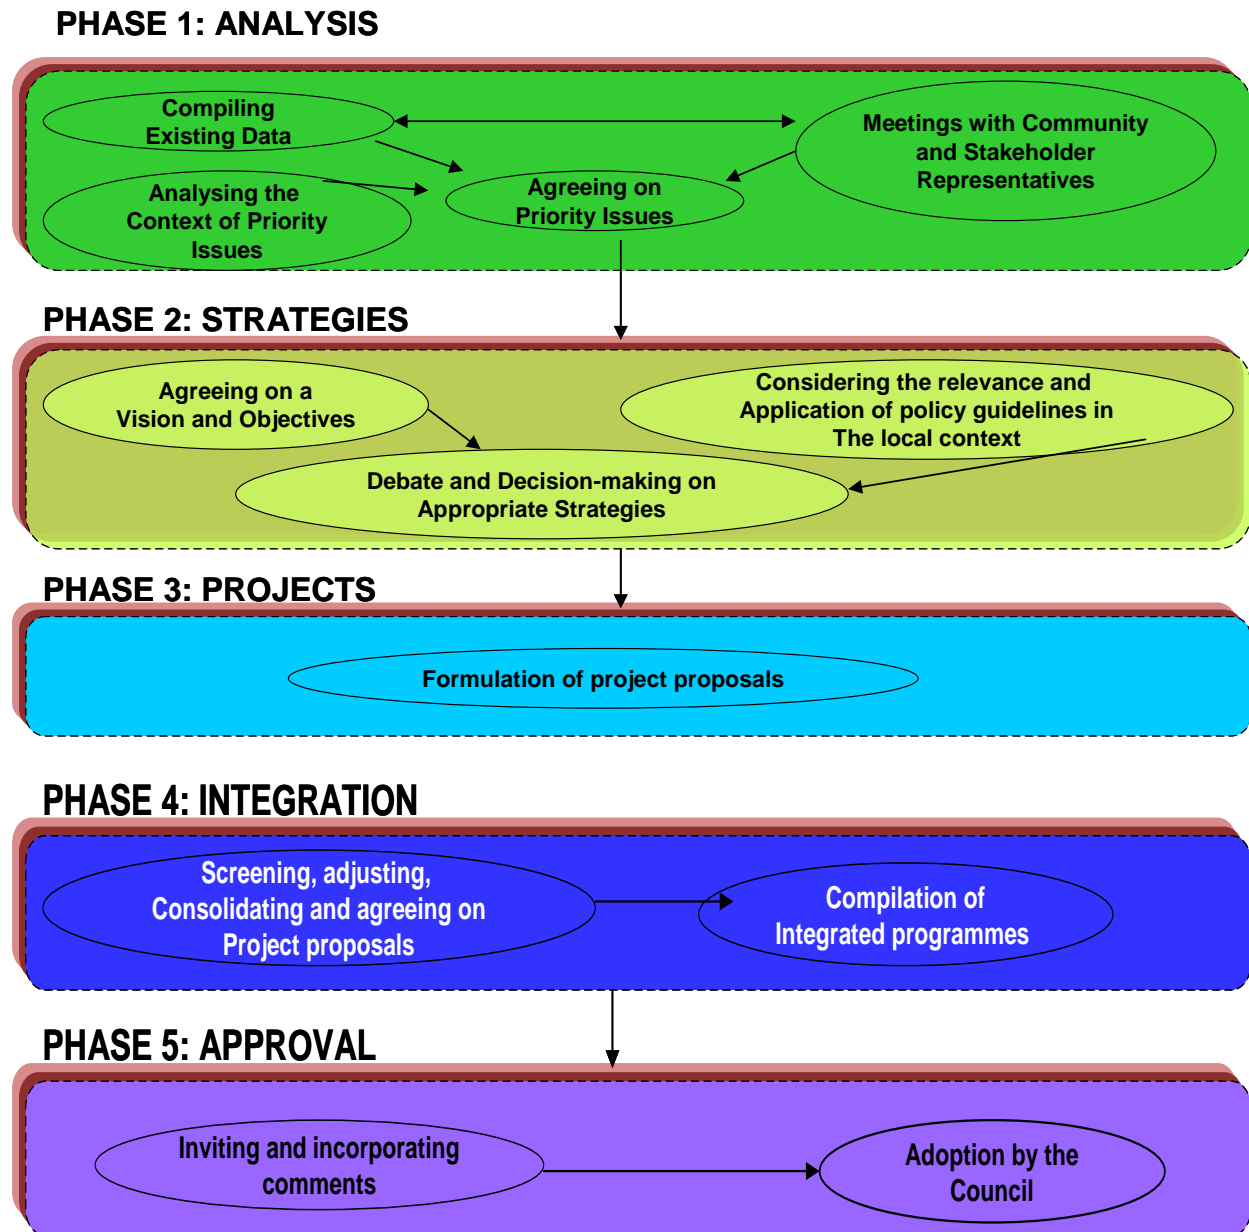 PHASE 1: ANALYSIS
Compiling
Existing Data
Meetings with Community
and Stakeholder
Representatives
Analysing the
Context of Priority
Issues
Agreeing on
Priority Issues
PHASE 2: STRATEGIES
Agreeing on a
Vision and Objectives
Considering the relevance and
Application of policy guidelines in
The local context
Debate and Decision-making on
Appropriate Strategies
PHASE 3: PROJECTS
Formulation of project proposals
PHASE 4: INTEGRATION
Screening, adjusting,
Consolidating and agreeing on
Project proposals
Compilation of
Integrated programmes
PHASE 5: APPROVAL
Inviting and incorporating
comments
Adoption by the
Council